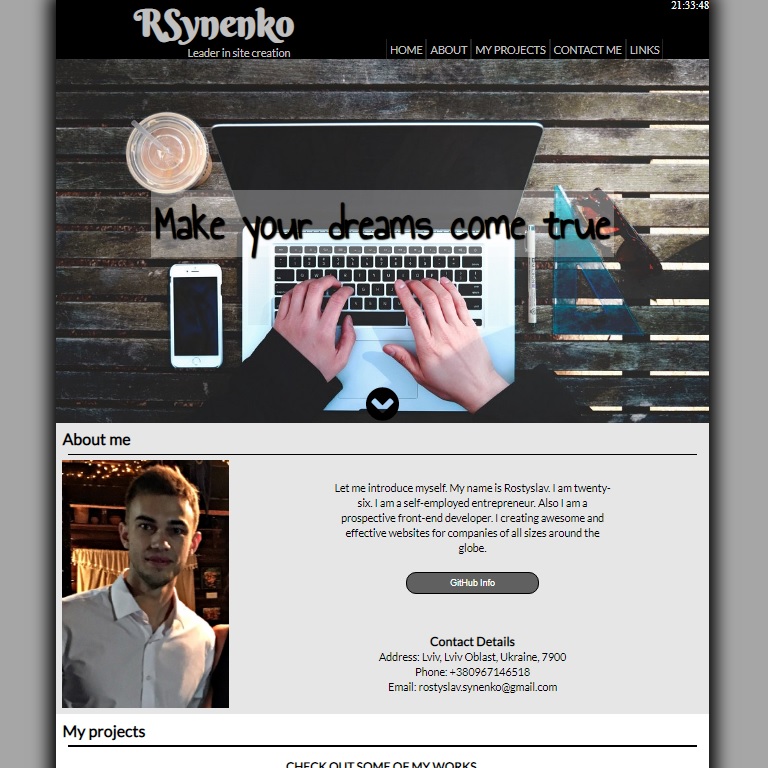 21:33:48
RSynenko
Leader in site creation
HOME ABOUT MY PROJECTS CONTACT ME LINKS
Make your dreams come true
About me
Let me introduce myself. My name is Rostyslav. I am twenty-
six. I am a self-employed entrepreneur. Also I am a
prospective front-end developer. I creating awesome and
effective websites for companies of all sizes around the
globe.
GitHub Info
Contact Details
Address: Lviv, Lviv Oblast, Ukraine, 7900
Phone: +380967146518
Email: rostyslav.synenko@gmail.com
My projects
CHECK OUT SOME OF MY WORKS